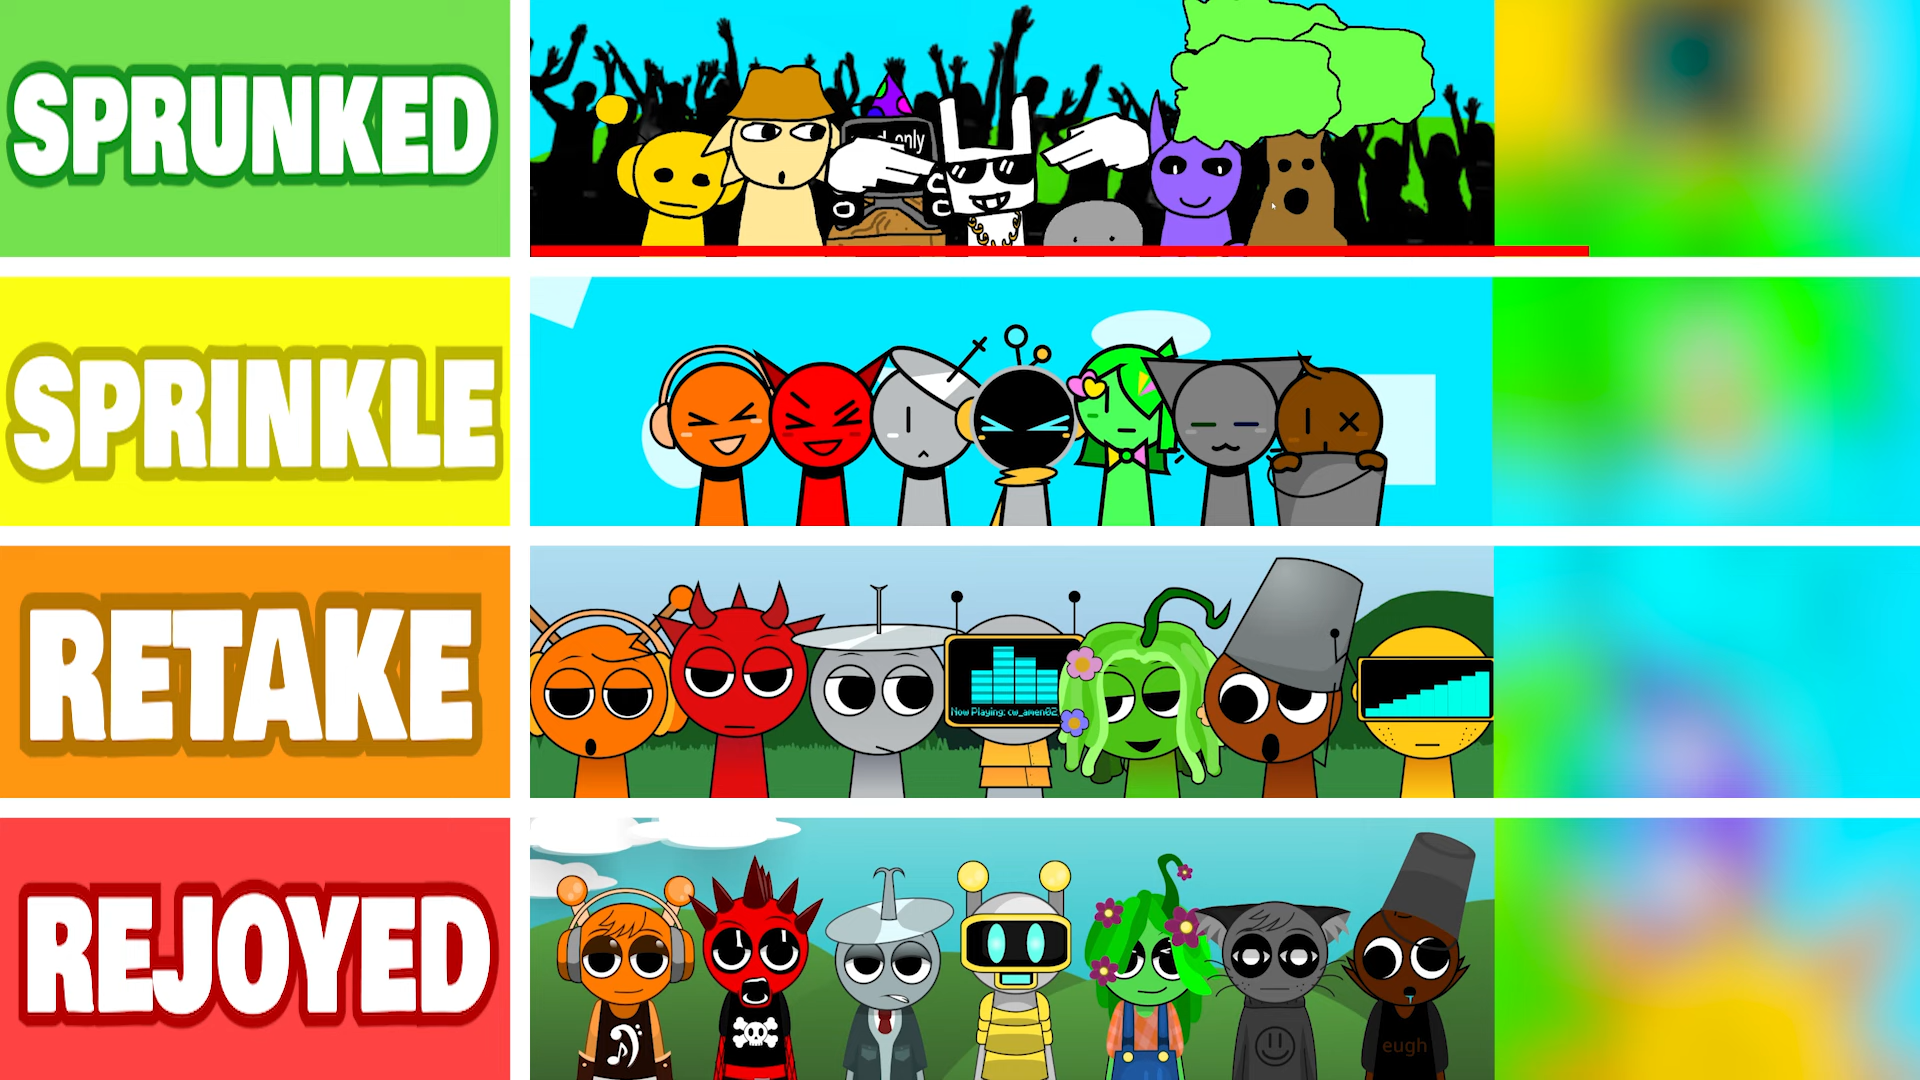 SPRUNKED
only
SPRINKLE
RETAKE
Now Playing: cw_amen02
REJOYED
eugh